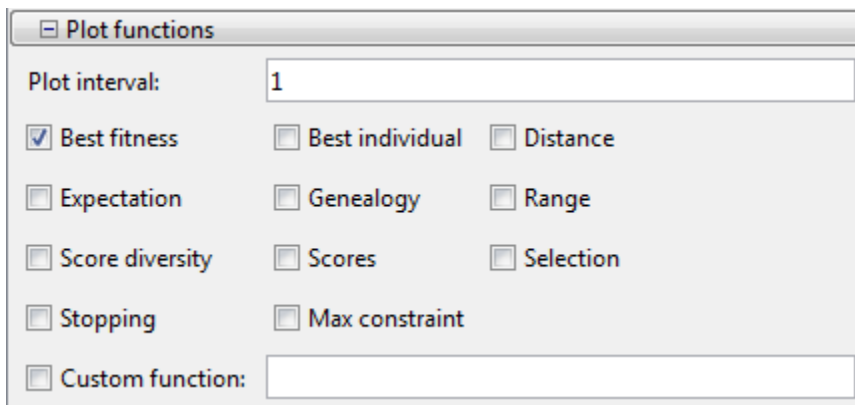 Plot functions
Plot interval: 1
Best fitness Best individual Distance
Expectation Genealogy Range
Score diversity Scores Selection
Stopping Max constraint
Custom function: